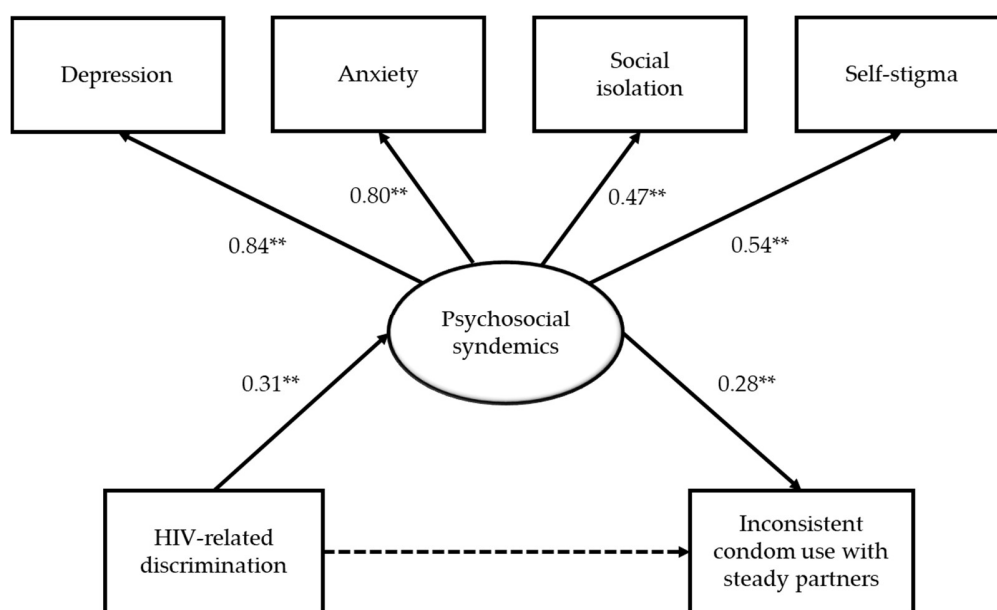 Depression
Anxiety
Social
isolation
Self-stigma
0.84**
0.80**
0.47**
0.54**
Psychosocial
syndemics
0.31**
0.28**
HIV-related
discrimination
Inconsistent
condom use with
steady partners